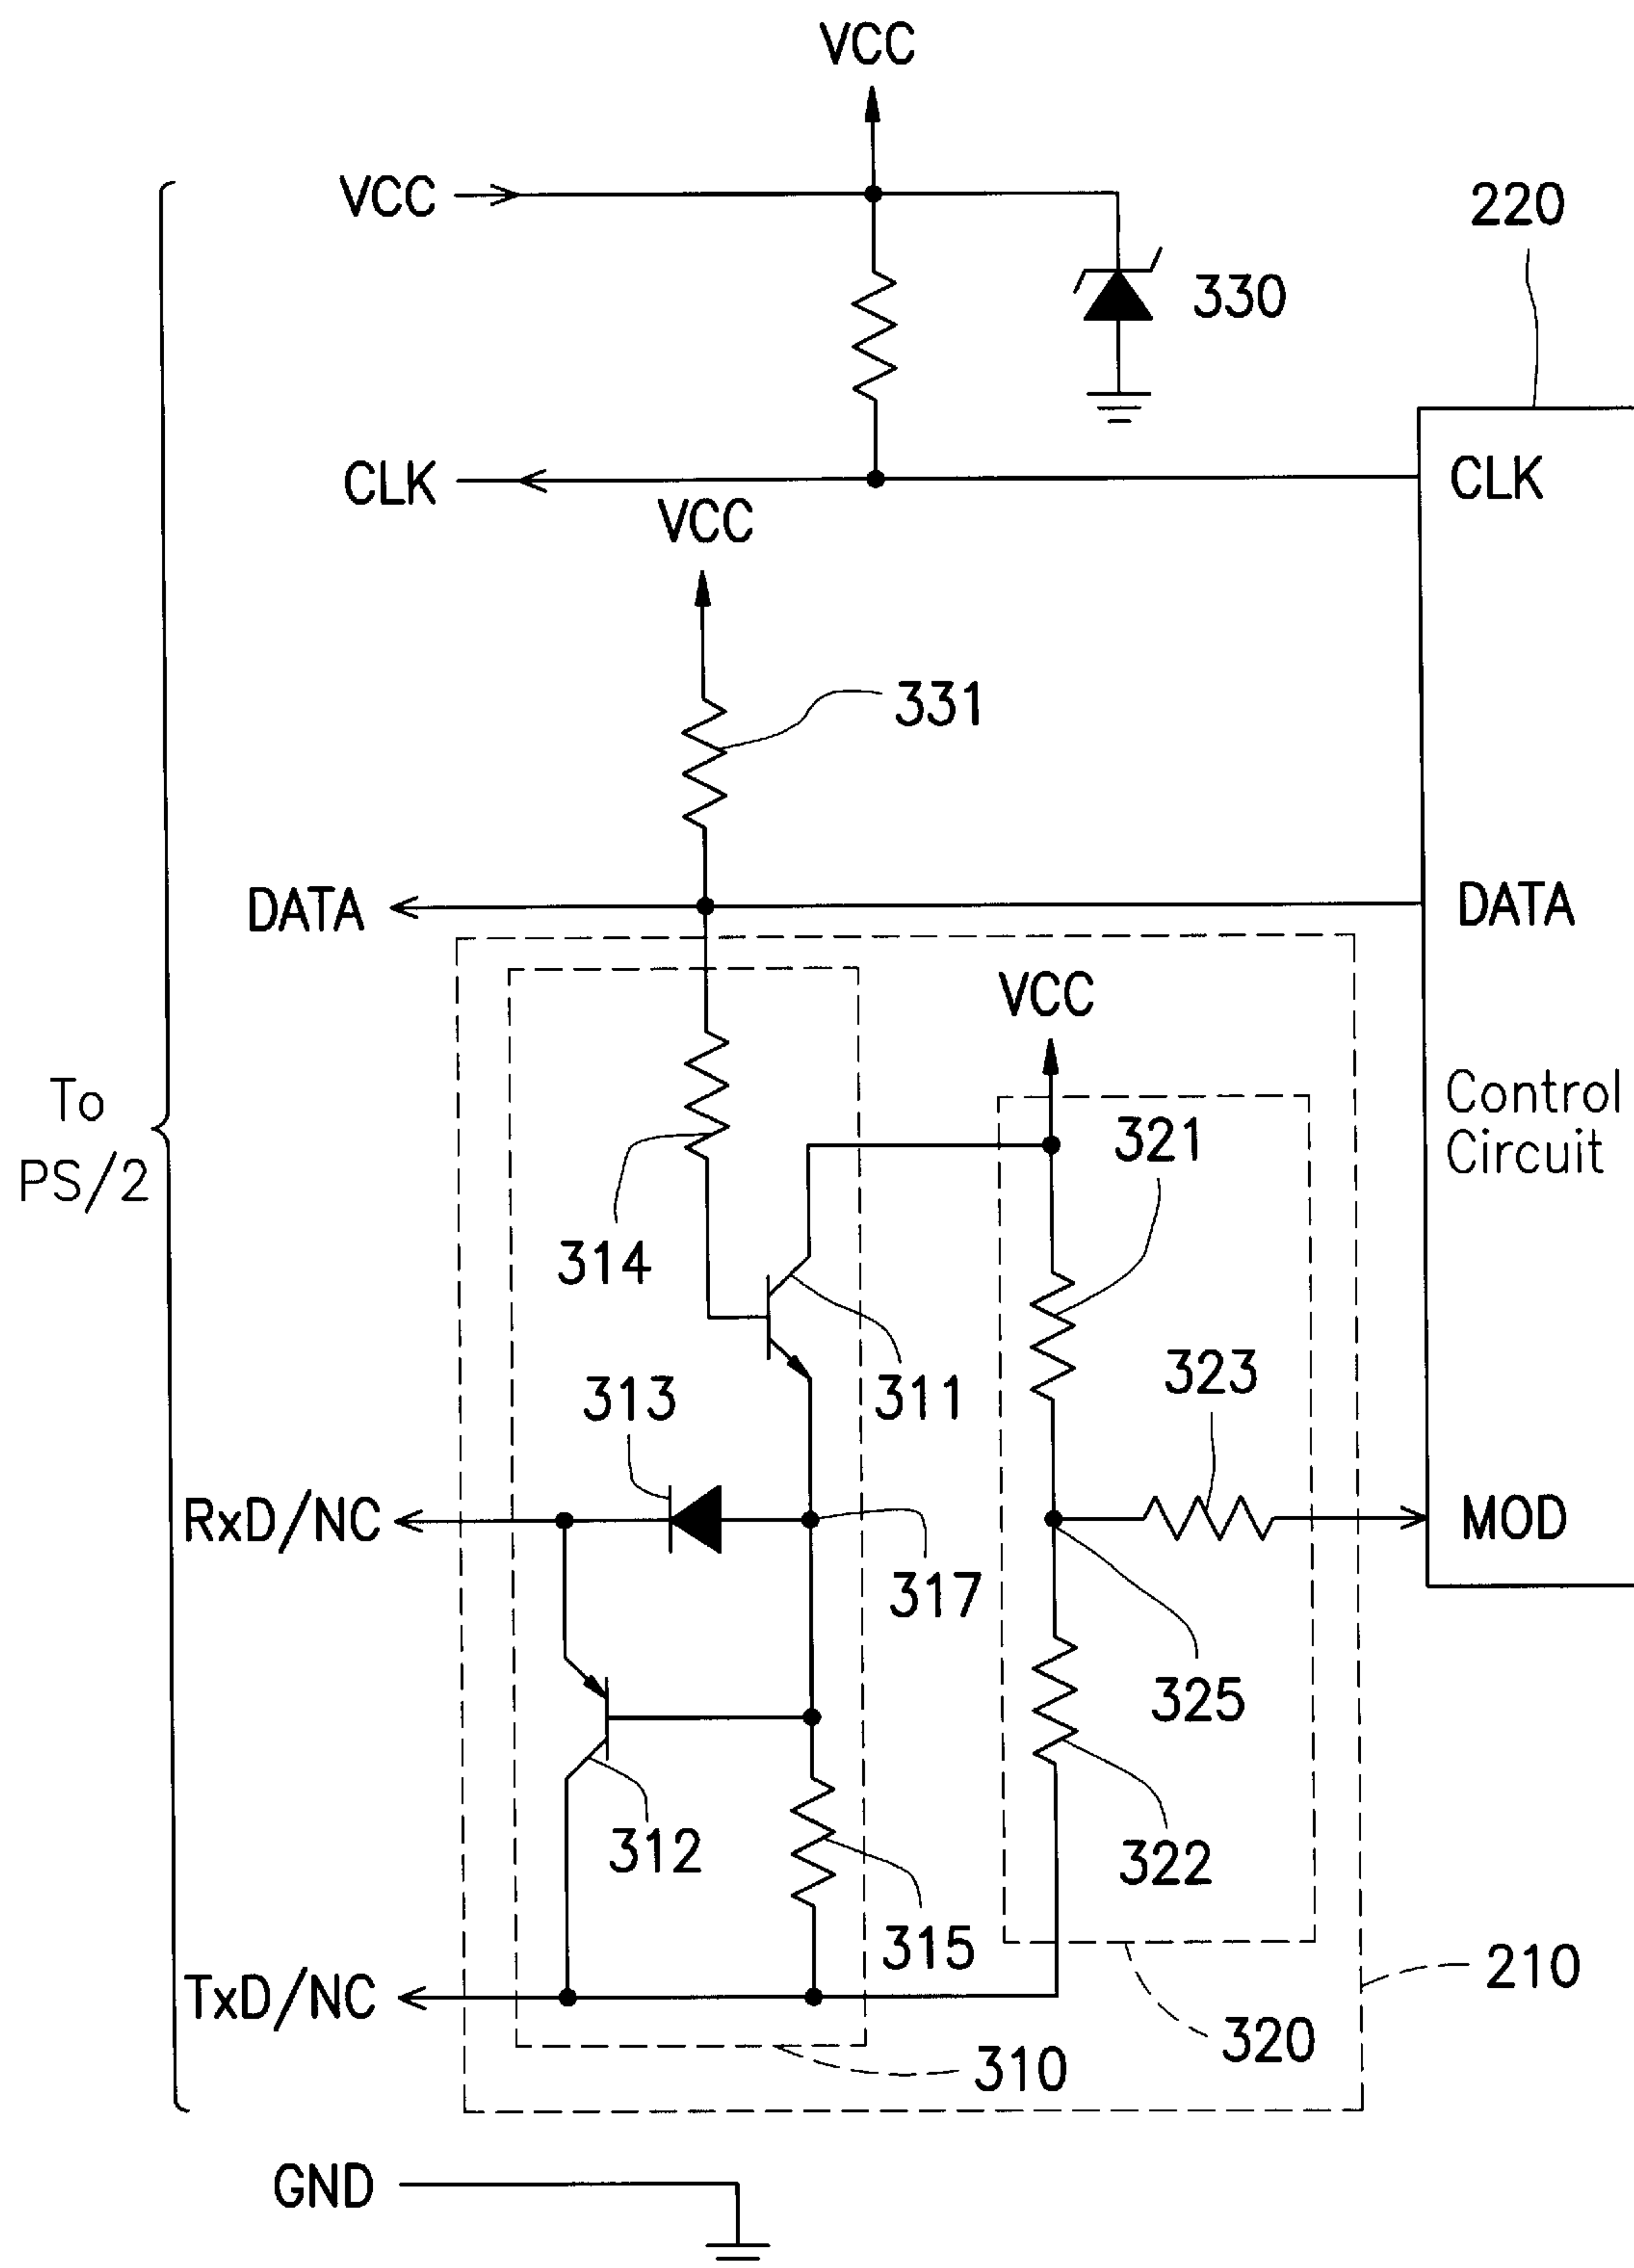 VCC
VCC
220
330
CLK
CLK
VCC
331
DATA
DATA
VCC
To
PS/2
Control
Circuit
321
314
323
313
311
RxD/NC
MOD
317
325
312
322
315
TxD/NC
210
320
310
GND